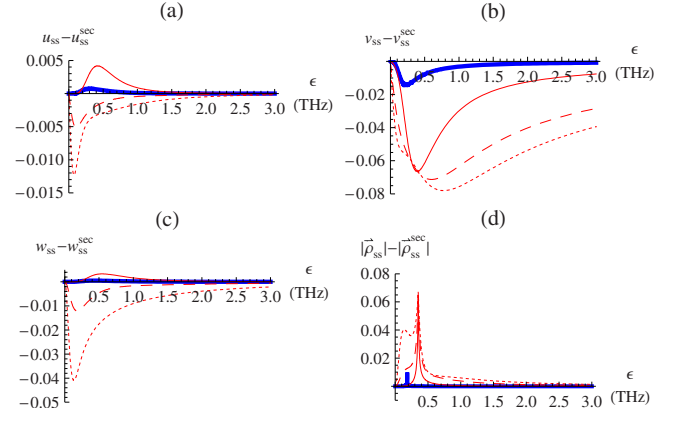 (a)
u_ss − u_ss^sec
0.005
0.000
−0.005
−0.010
−0.015
0.5 1.0 1.5 2.0 2.5 3.0
ϵ
(THz)
(b)
v_ss − v_ss^sec
0.5 1.0 1.5 2.0 2.5 3.0
−0.02
−0.04
−0.06
−0.08
ϵ
(THz)
(c)
w_ss − w_ss^sec
0.5 1.0 1.5 2.0 2.5 3.0
−0.01
−0.02
−0.03
−0.04
−0.05
ϵ
(THz)
(d)
|ρ⃗_ss| − |ρ⃗_ss^sec|
0.08
0.06
0.04
0.02
0.5 1.0 1.5 2.0 2.5 3.0
ϵ
(THz)